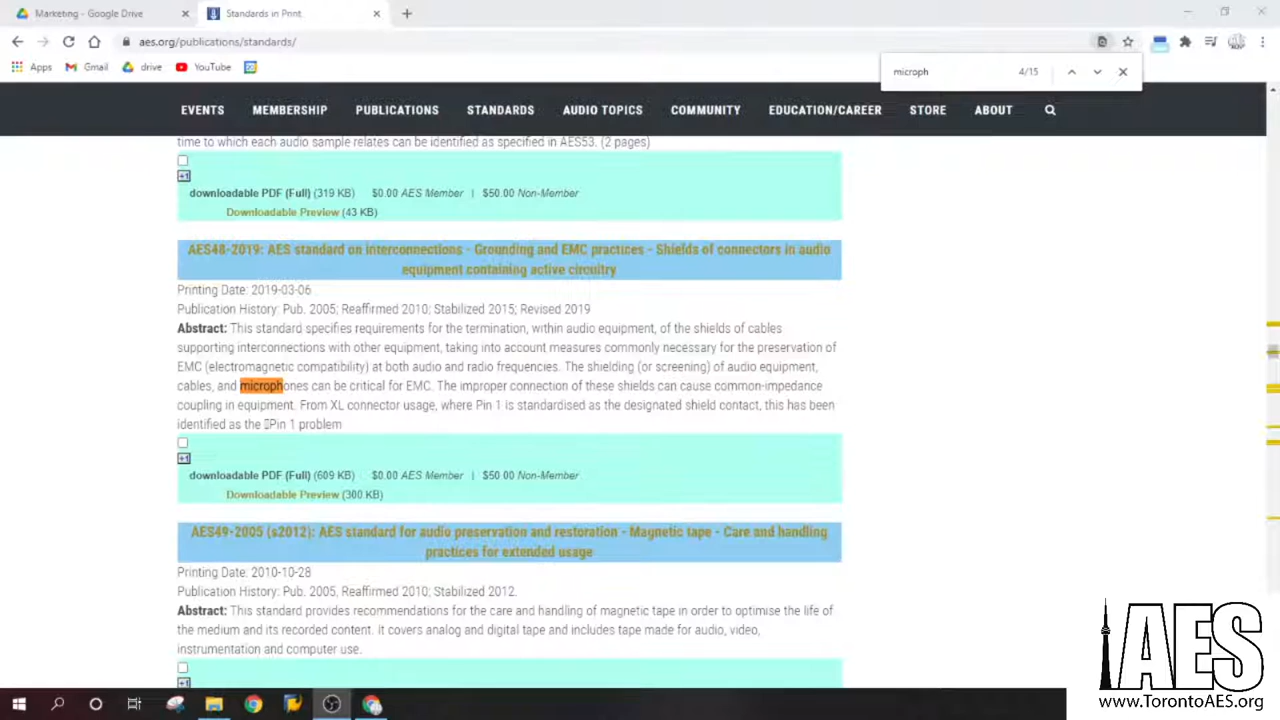 Marketing - Google Drive
Standards in Print
aes.org/publications/standards/
microph 4/15
Apps Gmail drive YouTube
EVENTS MEMBERSHIP PUBLICATIONS STANDARDS AUDIO TOPICS COMMUNITY EDUCATION/CAREER STORE ABOUT
time to which each audio sample relates can be identified as specified in AES53. (2 pages)
+1
downloadable PDF (Full) (319 KB) $0.00 AES Member | $50.00 Non-Member
Downloadable Preview (43 KB)
AES48-2019: AES standard on interconnections - Grounding and EMC practices - Shields of connectors in audio
equipment containing active circuitry
Printing Date: 2019-03-06
Publication History: Pub. 2005; Reaffirmed 2010; Stabilized 2015; Revised 2019
Abstract: This standard specifies requirements for the termination, within audio equipment, of the shields of cables
supporting interconnections with other equipment, taking into account measures commonly necessary for the preservation of
EMC (electromagnetic compatibility) at both audio and radio frequencies. The shielding (or screening) of audio equipment,
cables, and microphones can be critical for EMC. The improper connection of these shields can cause common-impedance
coupling in equipment. From XL connector usage, where Pin 1 is standardised as the designated shield contact, this has been
identified as the Pin 1 problem
+1
downloadable PDF (Full) (609 KB) $0.00 AES Member | $50.00 Non-Member
Downloadable Preview (300 KB)
AES49-2005 (s2012): AES standard for audio preservation and restoration - Magnetic tape - Care and handling
practices for extended usage
Printing Date: 2010-10-28
Publication History: Pub. 2005, Reaffirmed 2010; Stabilized 2012.
Abstract: This standard provides recommendations for the care and handling of magnetic tape in order to optimise the life of
the medium and its recorded content. It covers analog and digital tape and includes tape made for audio, video,
instrumentation and computer use.
+1
AES
www.TorontoAES.org